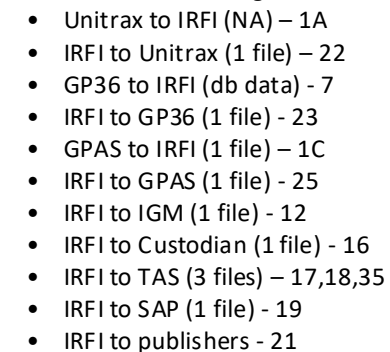 • Unitrax to IRFI (NA) – 1A
• IRFI to Unitrax (1 file) – 22
• GP36 to IRFI (db data) - 7
• IRFI to GP36 (1 file) - 23
• GPAS to IRFI (1 file) – 1C
• IRFI to GPAS (1 file) - 25
• IRFI to IGM (1 file) - 12
• IRFI to Custodian (1 file) - 16
• IRFI to TAS (3 files) – 17,18,35
• IRFI to SAP (1 file) - 19
• IRFI to publishers - 21